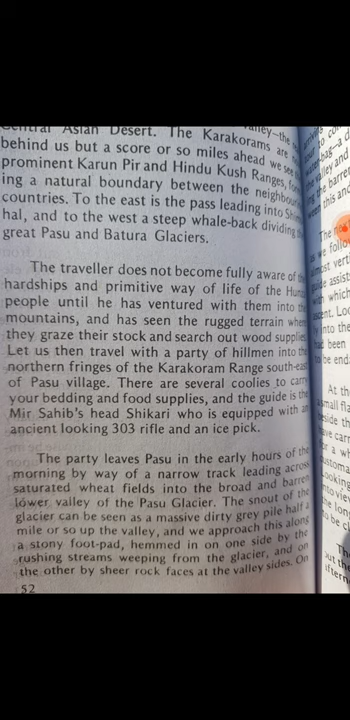 Central Asian Desert. The Karakorams are
behind us but a score or so miles ahead we see
prominent Karun Pir and Hindu Kush Ranges,
ing a natural boundary between the neighbour
countries. To the east is the pass leading into
hal, and to the west a steep whale-back dividing
great Pasu and Batura Glaciers.
The traveller does not become fully aware of
hardships and primitive way of life of the
people until he has ventured with them into
mountains, and has seen the rugged terrain
they graze their stock and search out wood supplies
Let us then travel with a party of hillmen into
northern fringes of the Karakoram Range south-east
of Pasu village. There are several coolies to carry
your bedding and food supplies, and the guide is
Mir Sahib's head Shikari who is equipped with an
ancient looking 303 rifle and an ice pick.
The party leaves Pasu in the early hours of the
morning by way of a narrow track leading across
saturated wheat fields into the broad and barren
lower valley of the Pasu Glacier. The snout of the
glacier can be seen as a massive dirty grey pile half a
mile or so up the valley, and we approach this along
a stony foot-pad, hemmed in on one side by the
rushing streams weeping from the glacier, and on
the other by sheer rock faces at the valley sides. On
52